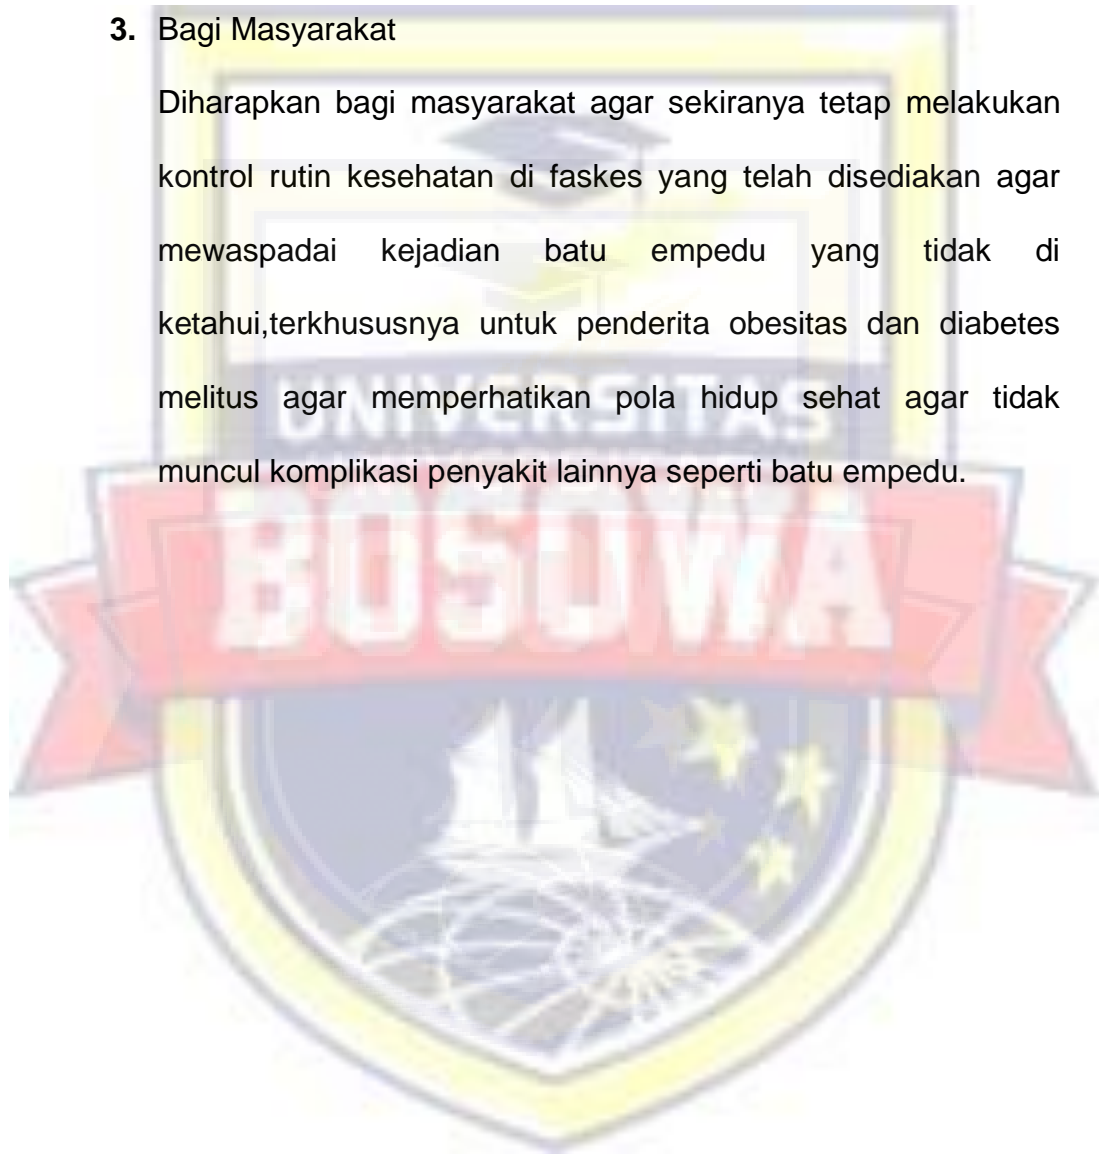 3. Bagi Masyarakat
Diharapkan bagi masyarakat agar sekiranya tetap melakukan
kontrol rutin kesehatan di faskes yang telah disediakan agar
mewaspadai kejadian batu empedu yang tidak di
ketahui,terkhususnya untuk penderita obesitas dan diabetes
melitus agar memperhatikan pola hidup sehat agar tidak
UNIVERSITAS
muncul komplikasi penyakit lainnya seperti batu empedu.
BOSOWA